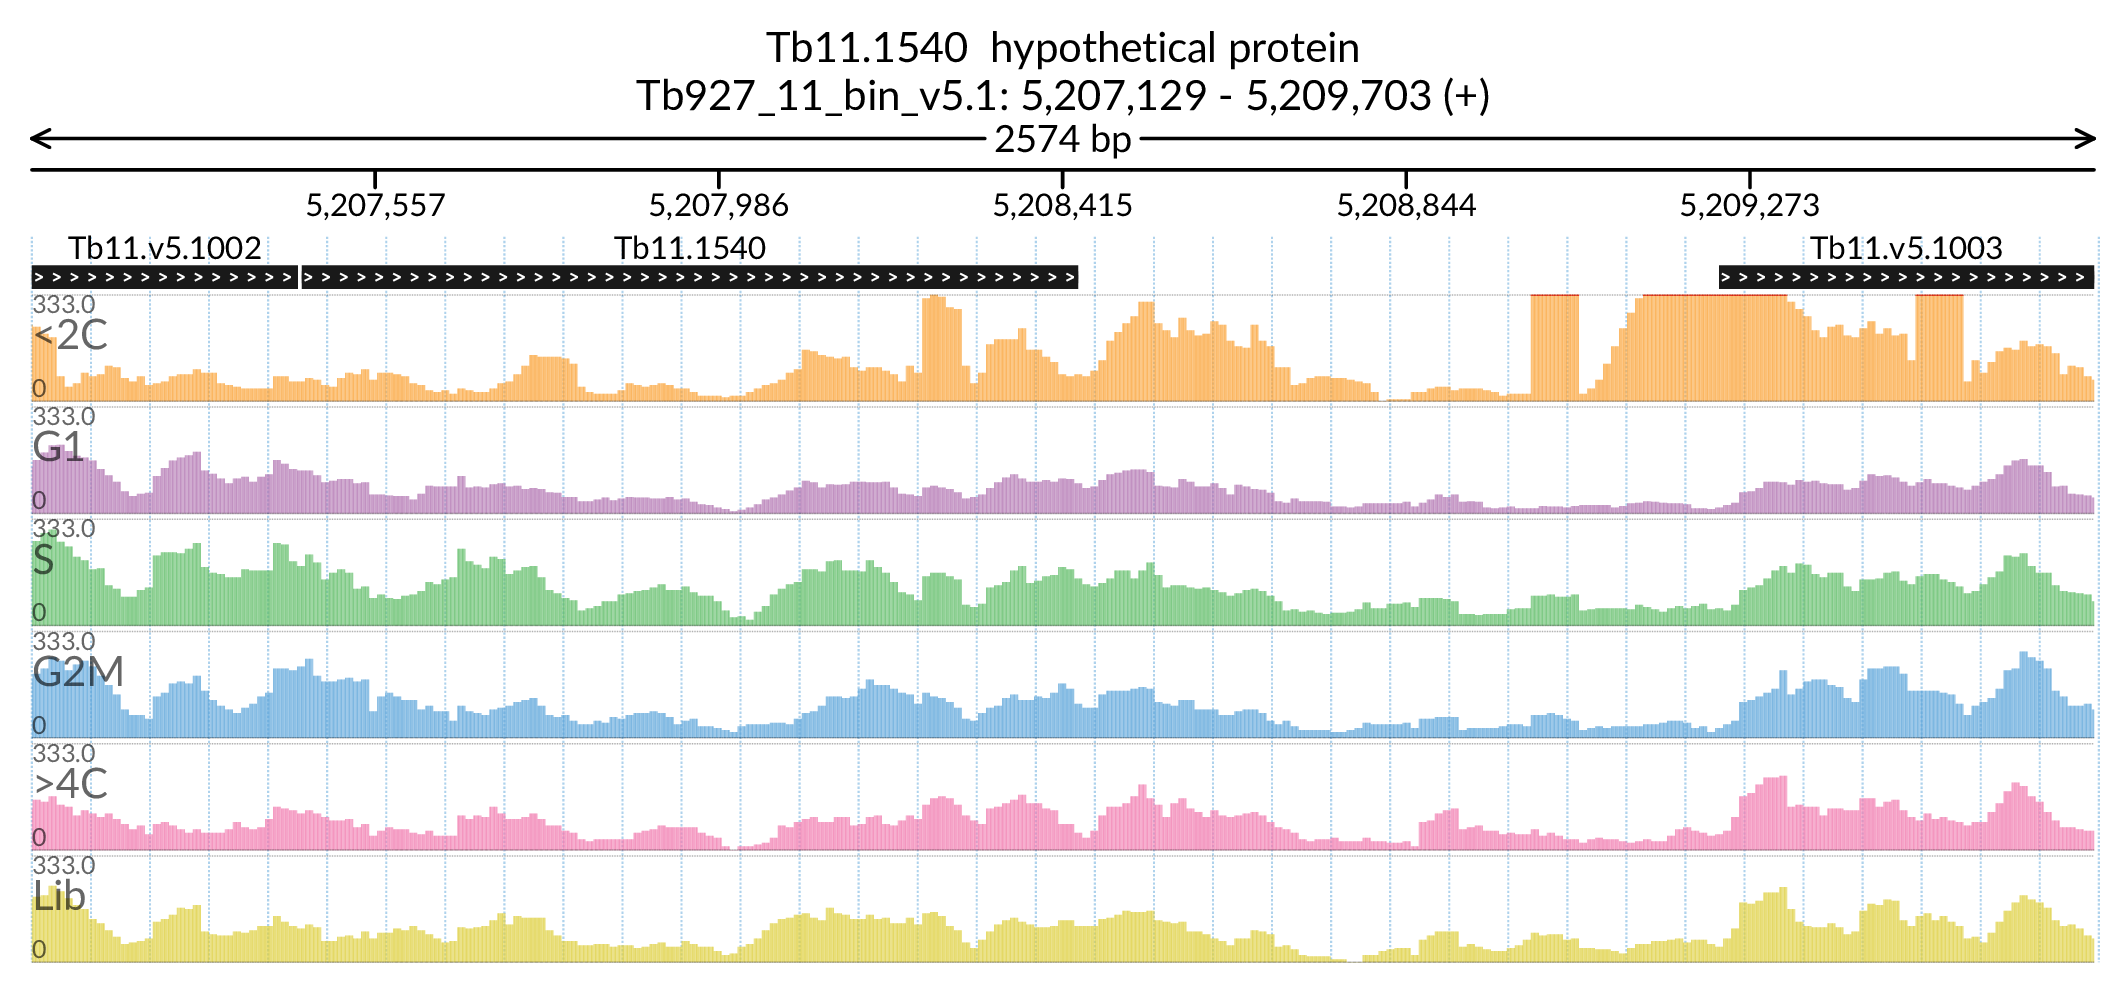 Tb11.1540 hypothetical protein
Tb927_11_bin_v5.1: 5,207,129 - 5,209,703 (+)
2574 bp
5,207,557 5,207,986 5,208,415 5,208,844 5,209,273
Tb11.v5.1002 Tb11.1540 Tb11.v5.1003
333.0
<2C
0
333.0
G1
0
333.0
S
0
333.0
G2M
0
333.0
>4C
0
333.0
Lib
0